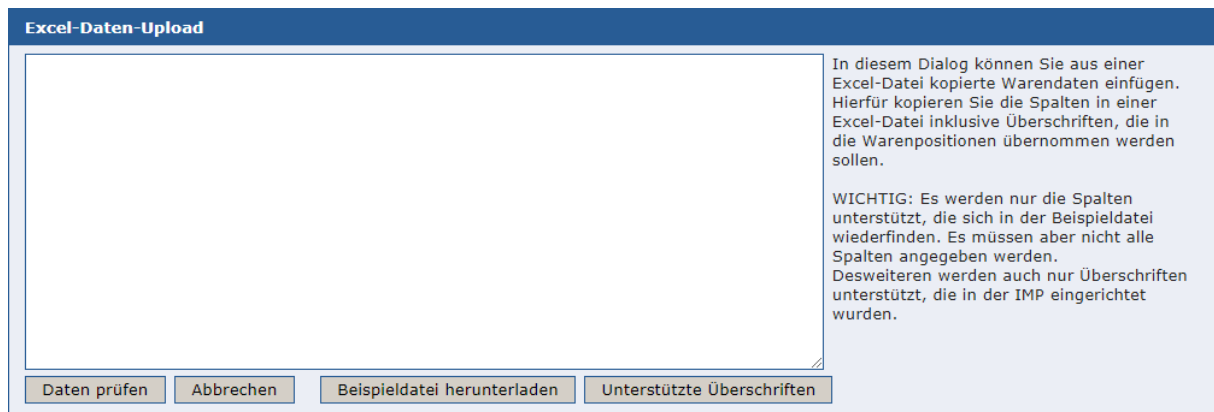 Excel-Daten-Upload
In diesem Dialog können Sie aus einer
Excel-Datei kopierte Warendaten einfügen.
Hierfür kopieren Sie die Spalten in einer
Excel-Datei inklusive Überschriften, die in
die Warenpositionen übernommen werden
sollen.
WICHTIG: Es werden nur die Spalten
unterstützt, die sich in der Beispieldatei
wiederfinden. Es müssen aber nicht alle
Spalten angegeben werden.
Desweiteren werden auch nur Überschriften
unterstützt, die in der IMP eingerichtet
wurden.
Daten prüfen Abbrechen Beispieldatei herunterladen Unterstützte Überschriften